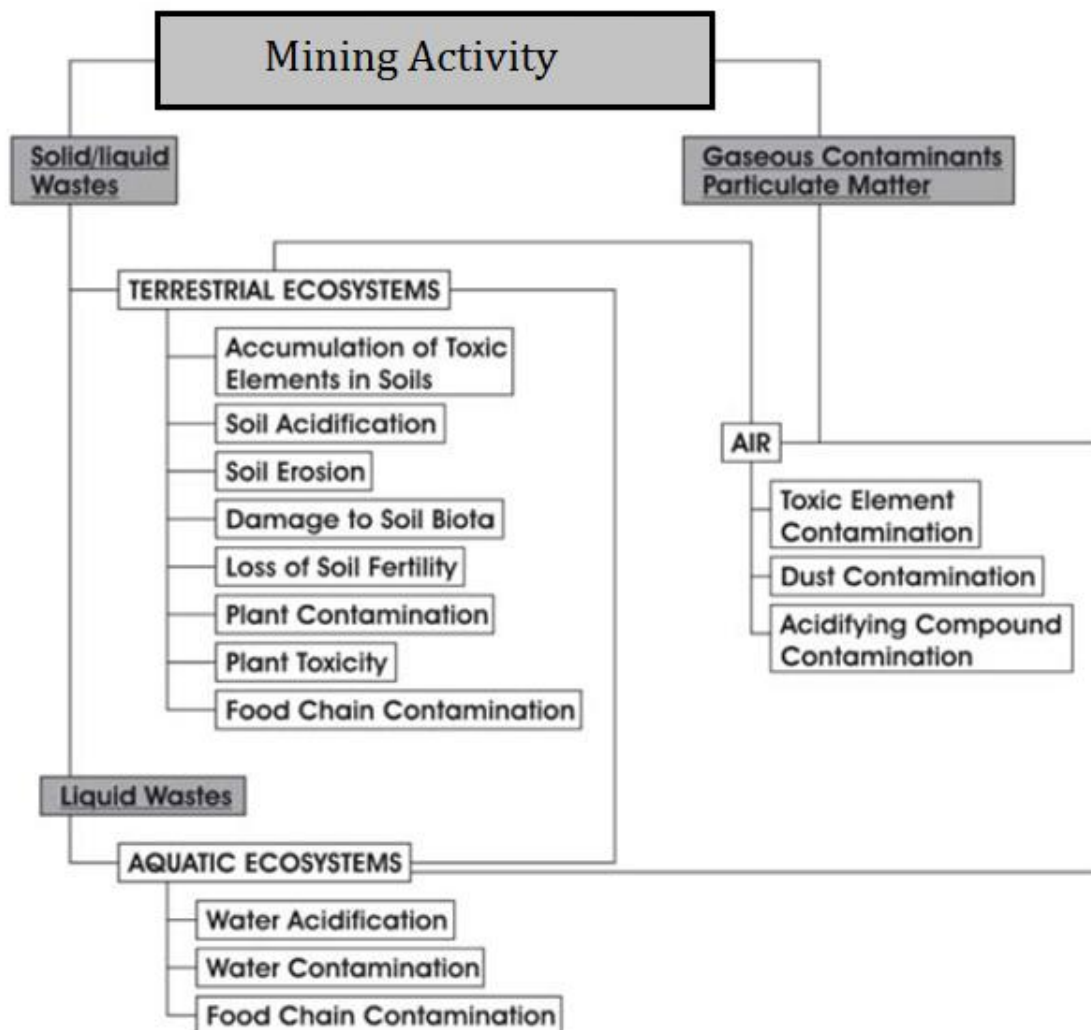 Mining Activity
Solid/liquid
Wastes
Gaseous Contaminants
Particulate Matter
TERRESTRIAL ECOSYSTEMS
Accumulation of Toxic
Elements in Soils
Soil Acidification
Soil Erosion
Damage to Soil Biota
Loss of Soil Fertility
Plant Contamination
Plant Toxicity
Food Chain Contamination
AIR
Toxic Element
Contamination
Dust Contamination
Acidifying Compound
Contamination
Liquid Wastes
AQUATIC ECOSYSTEMS
Water Acidification
Water Contamination
Food Chain Contamination